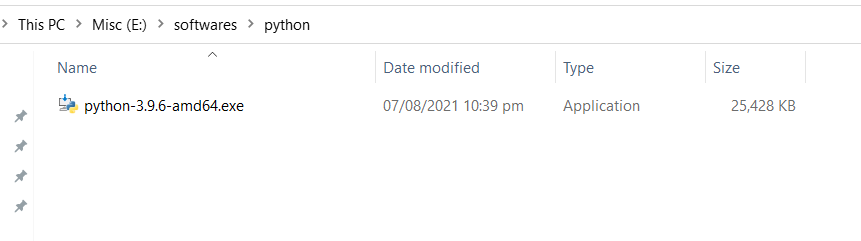 This PC > Misc (E:) > softwares > python
Name Date modified Type Size
python-3.9.6-amd64.exe 07/08/2021 10:39 pm Application 25,428 KB